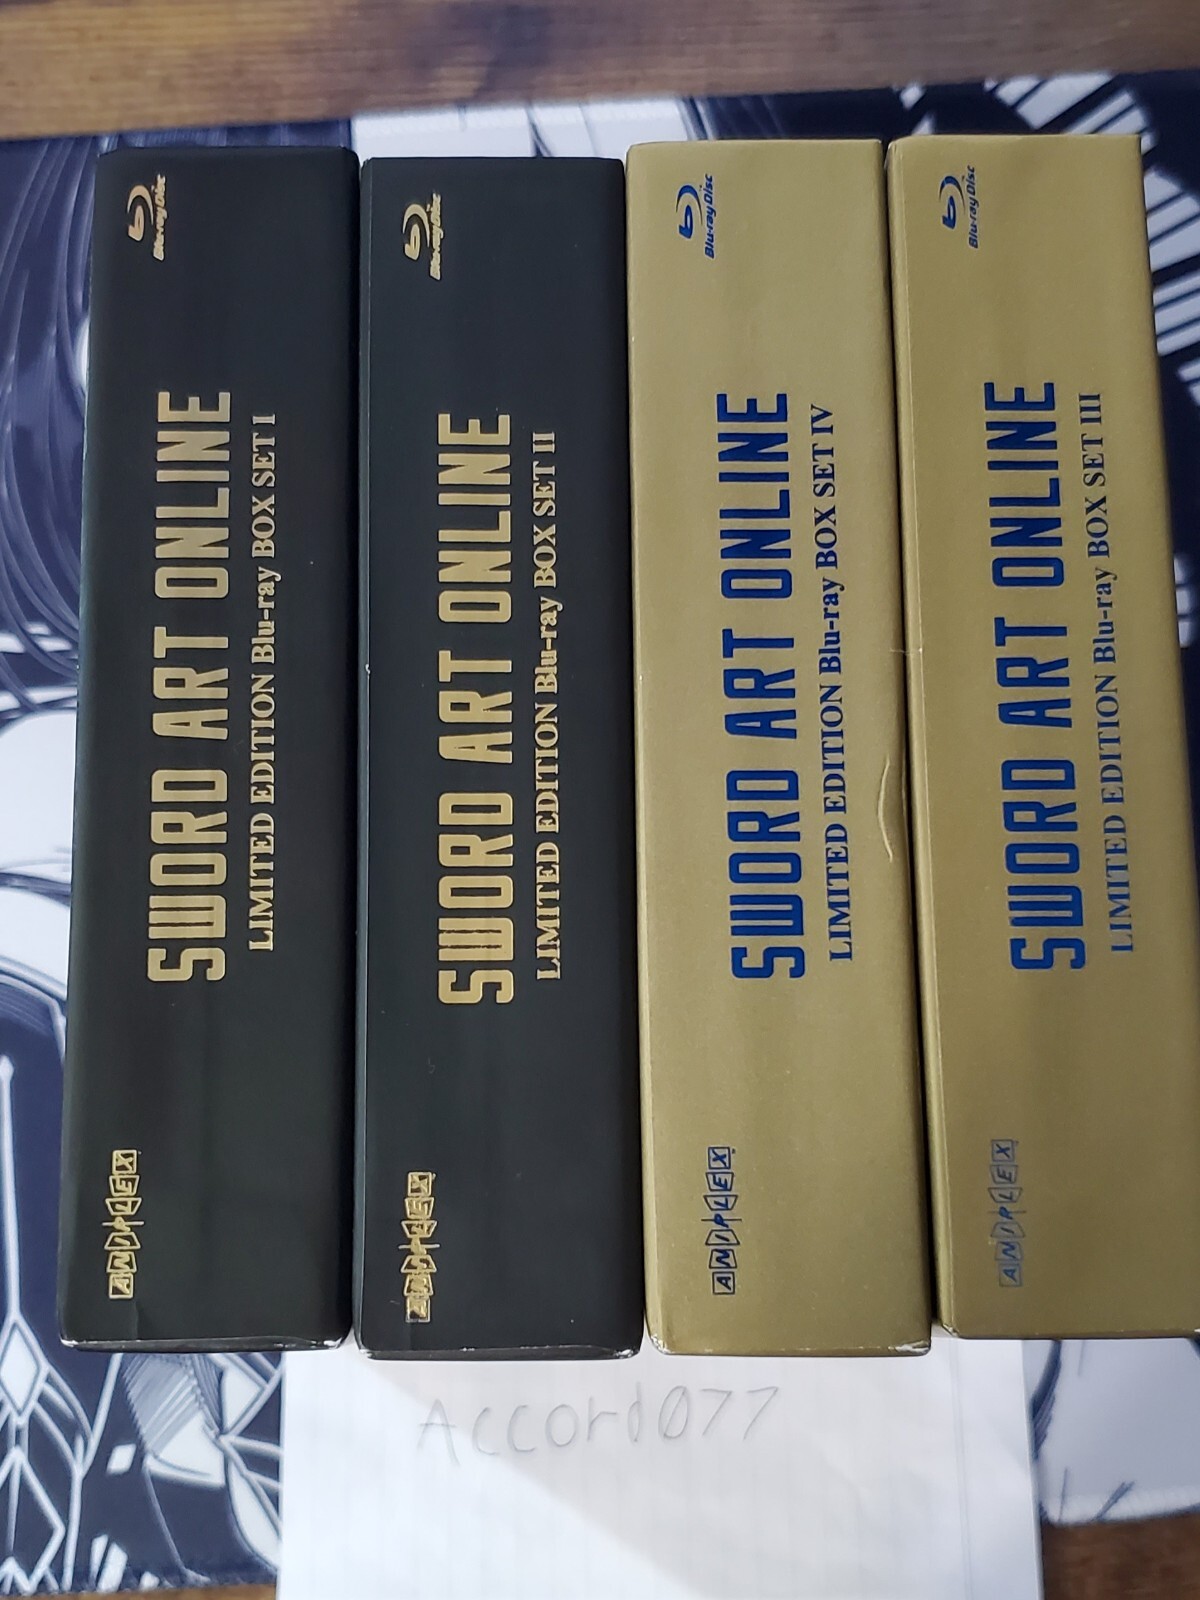 Blu-ray Disc
SWORD ART ONLINE
LIMITED EDITION Blu-ray BOX SET I
ANIPLEX
Blu-ray Disc
SWORD ART ONLINE
LIMITED EDITION Blu-ray BOX SET II
ANIPLEX
Blu-ray Disc
SWORD ART ONLINE
LIMITED EDITION Blu-ray BOX SET IV
ANIPLEX
Blu-ray Disc
SWORD ART ONLINE
LIMITED EDITION Blu-ray BOX SET III
ANIPLEX
Accord077